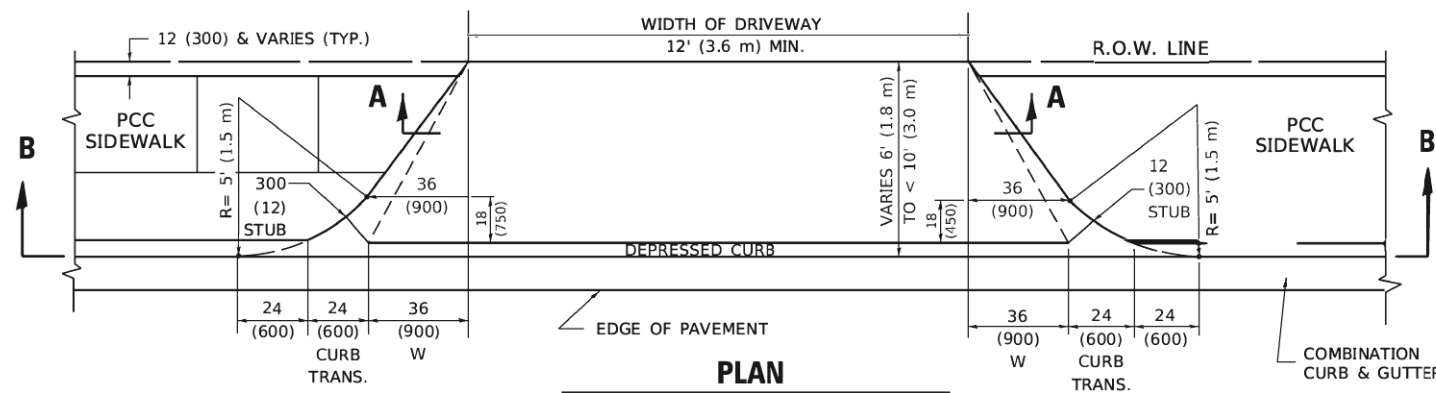 WIDTH OF DRIVEWAY
12' (3.6 m) MIN.
12 (300) & VARIES (TYP.)
R.O.W. LINE
A
A
PCC
SIDEWALK
PCC
SIDEWALK
B
B
R= 5' (1.5 m)
300
(12)
STUB
36
(900)
18
(750)
VARIES 6' (1.8 m)
TO < 10' (3.0 m)
36
(900)
18
(450)
12
(300)
STUB
R= 5' (1.5 m)
DEPRESSED CURB
24
(600)
24
(600)
CURB
TRANS.
36
(900)
W
EDGE OF PAVEMENT
36
(900)
W
24
(600)
CURB
TRANS.
24
(600)
COMBINATION
CURB & GUTTER
PLAN